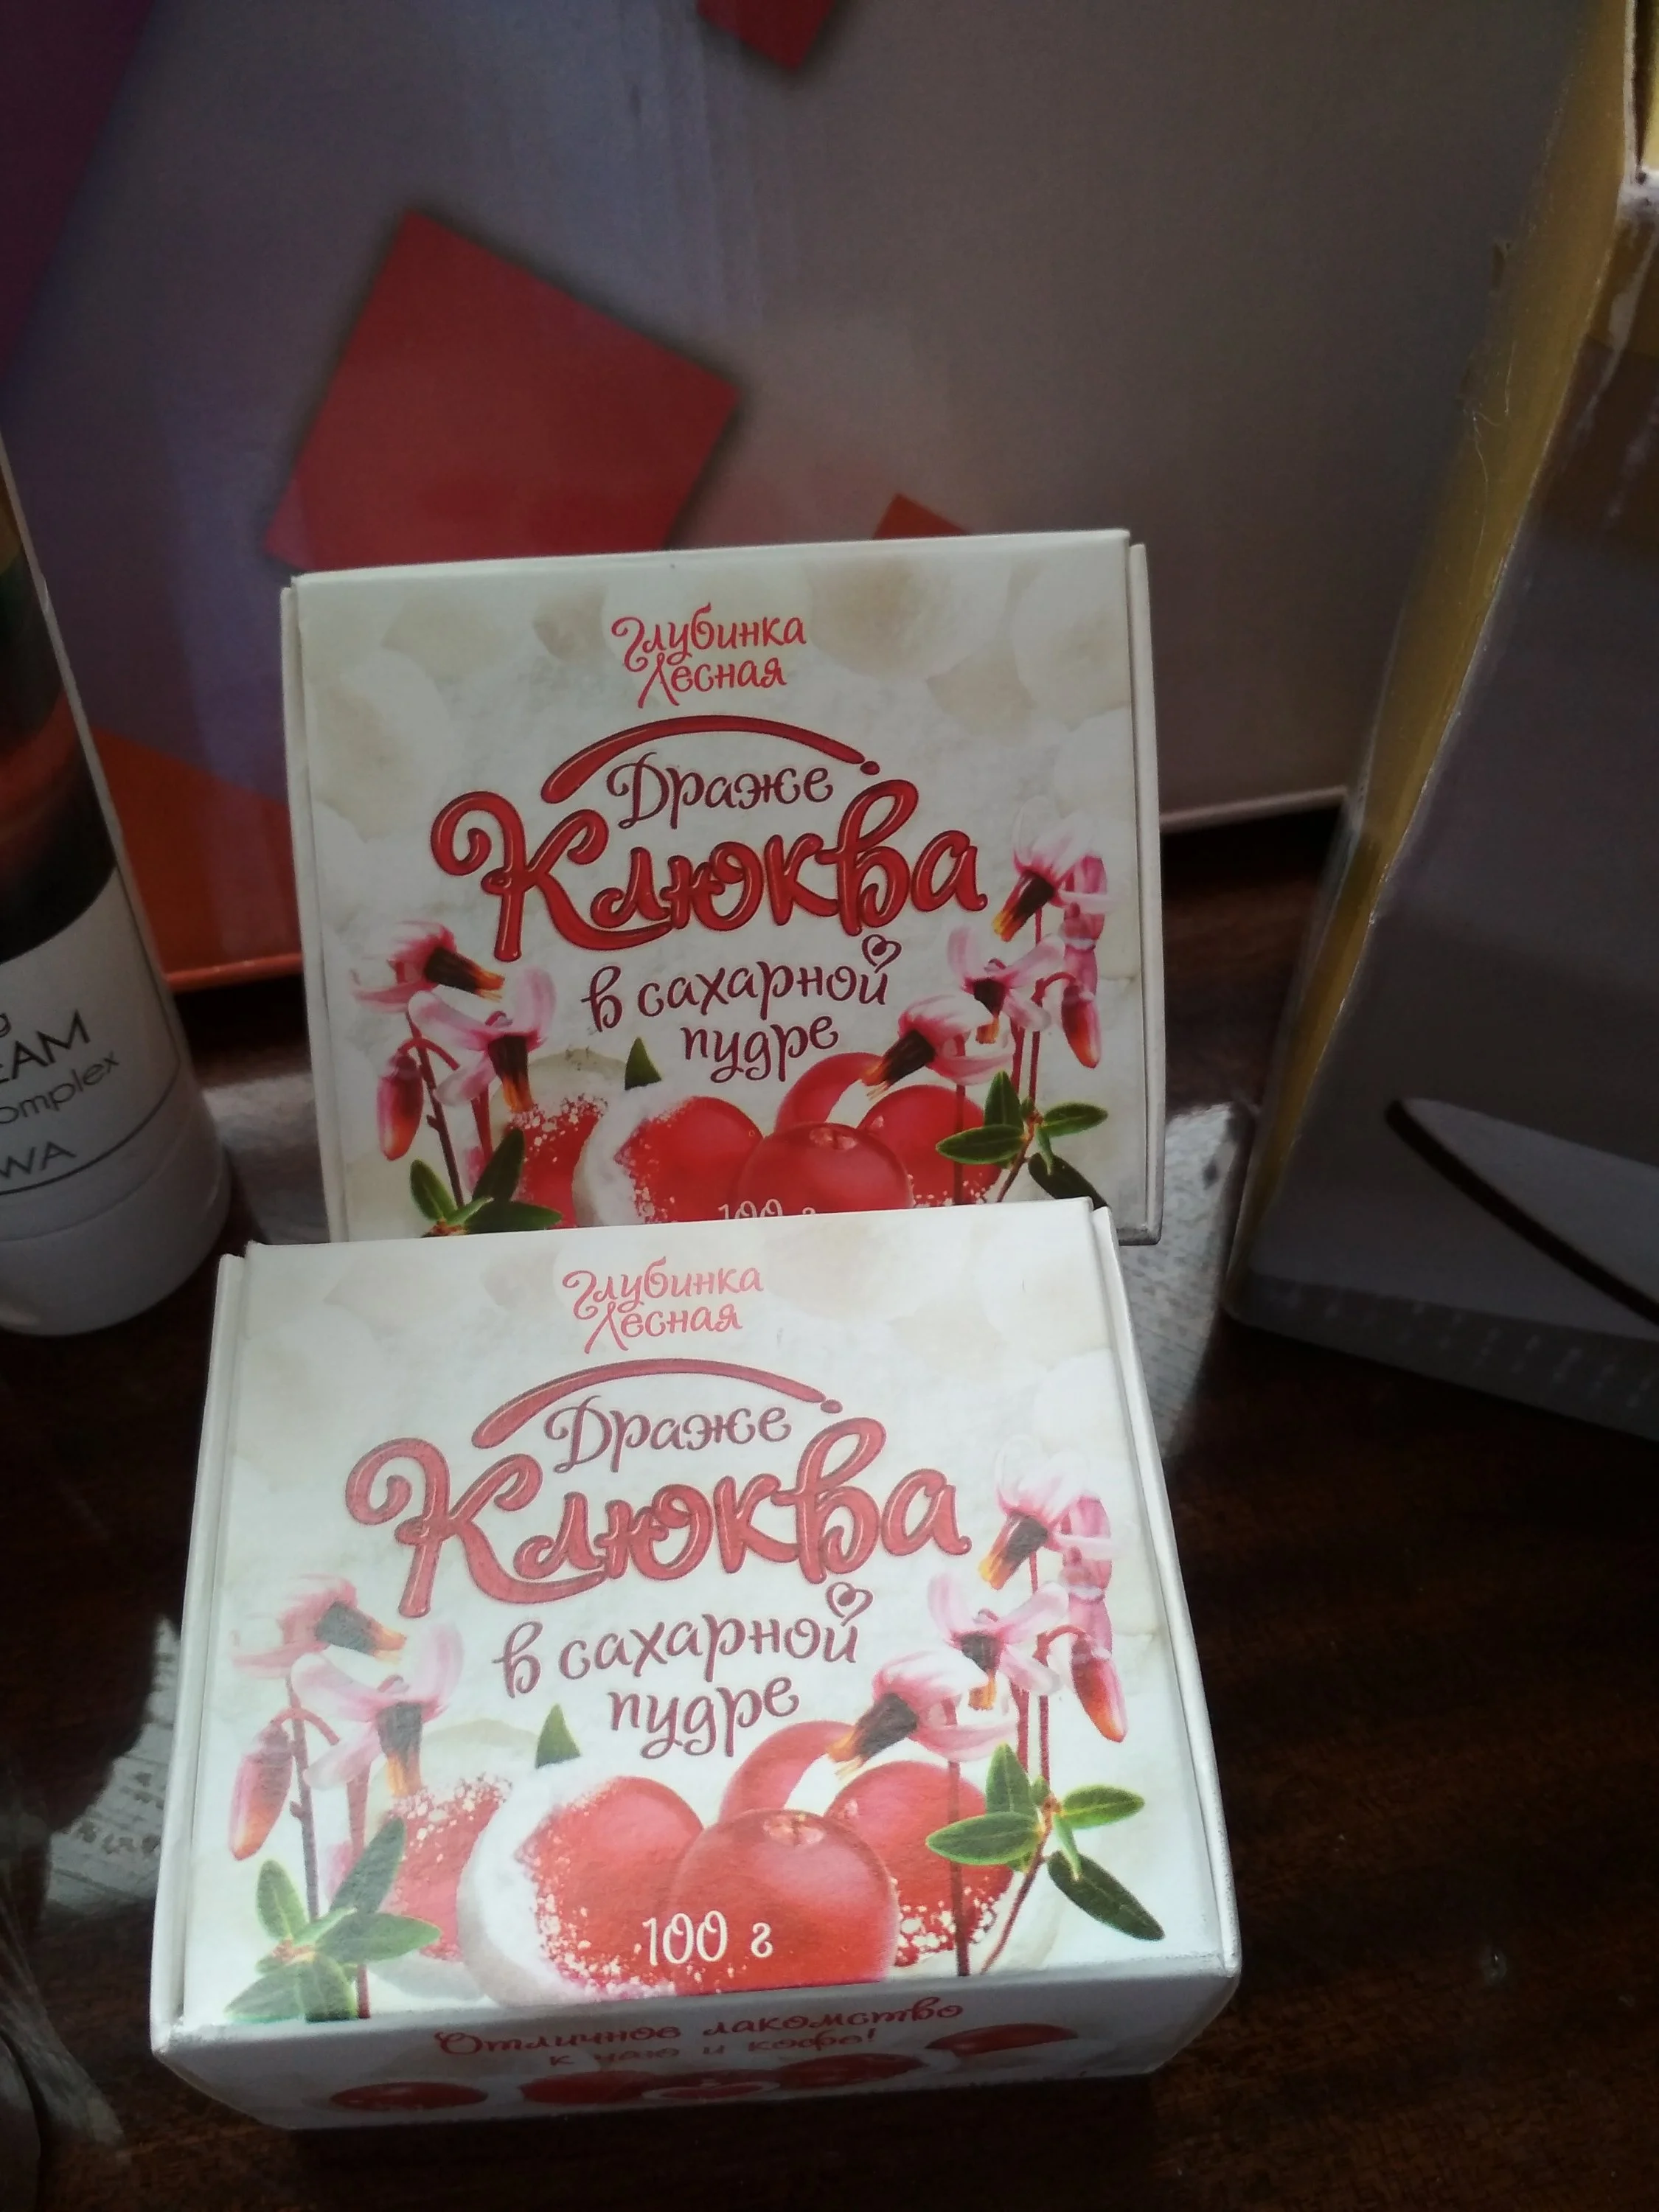 Глубинка
Лесная
Драже
Клюква
в сахарной
пудре
100 г
EAM
omplex
WA
Глубинка
Лесная
Драже
Клюква
в сахарной
пудре
100 г
Отличное лакомство
к чаю и кофе!